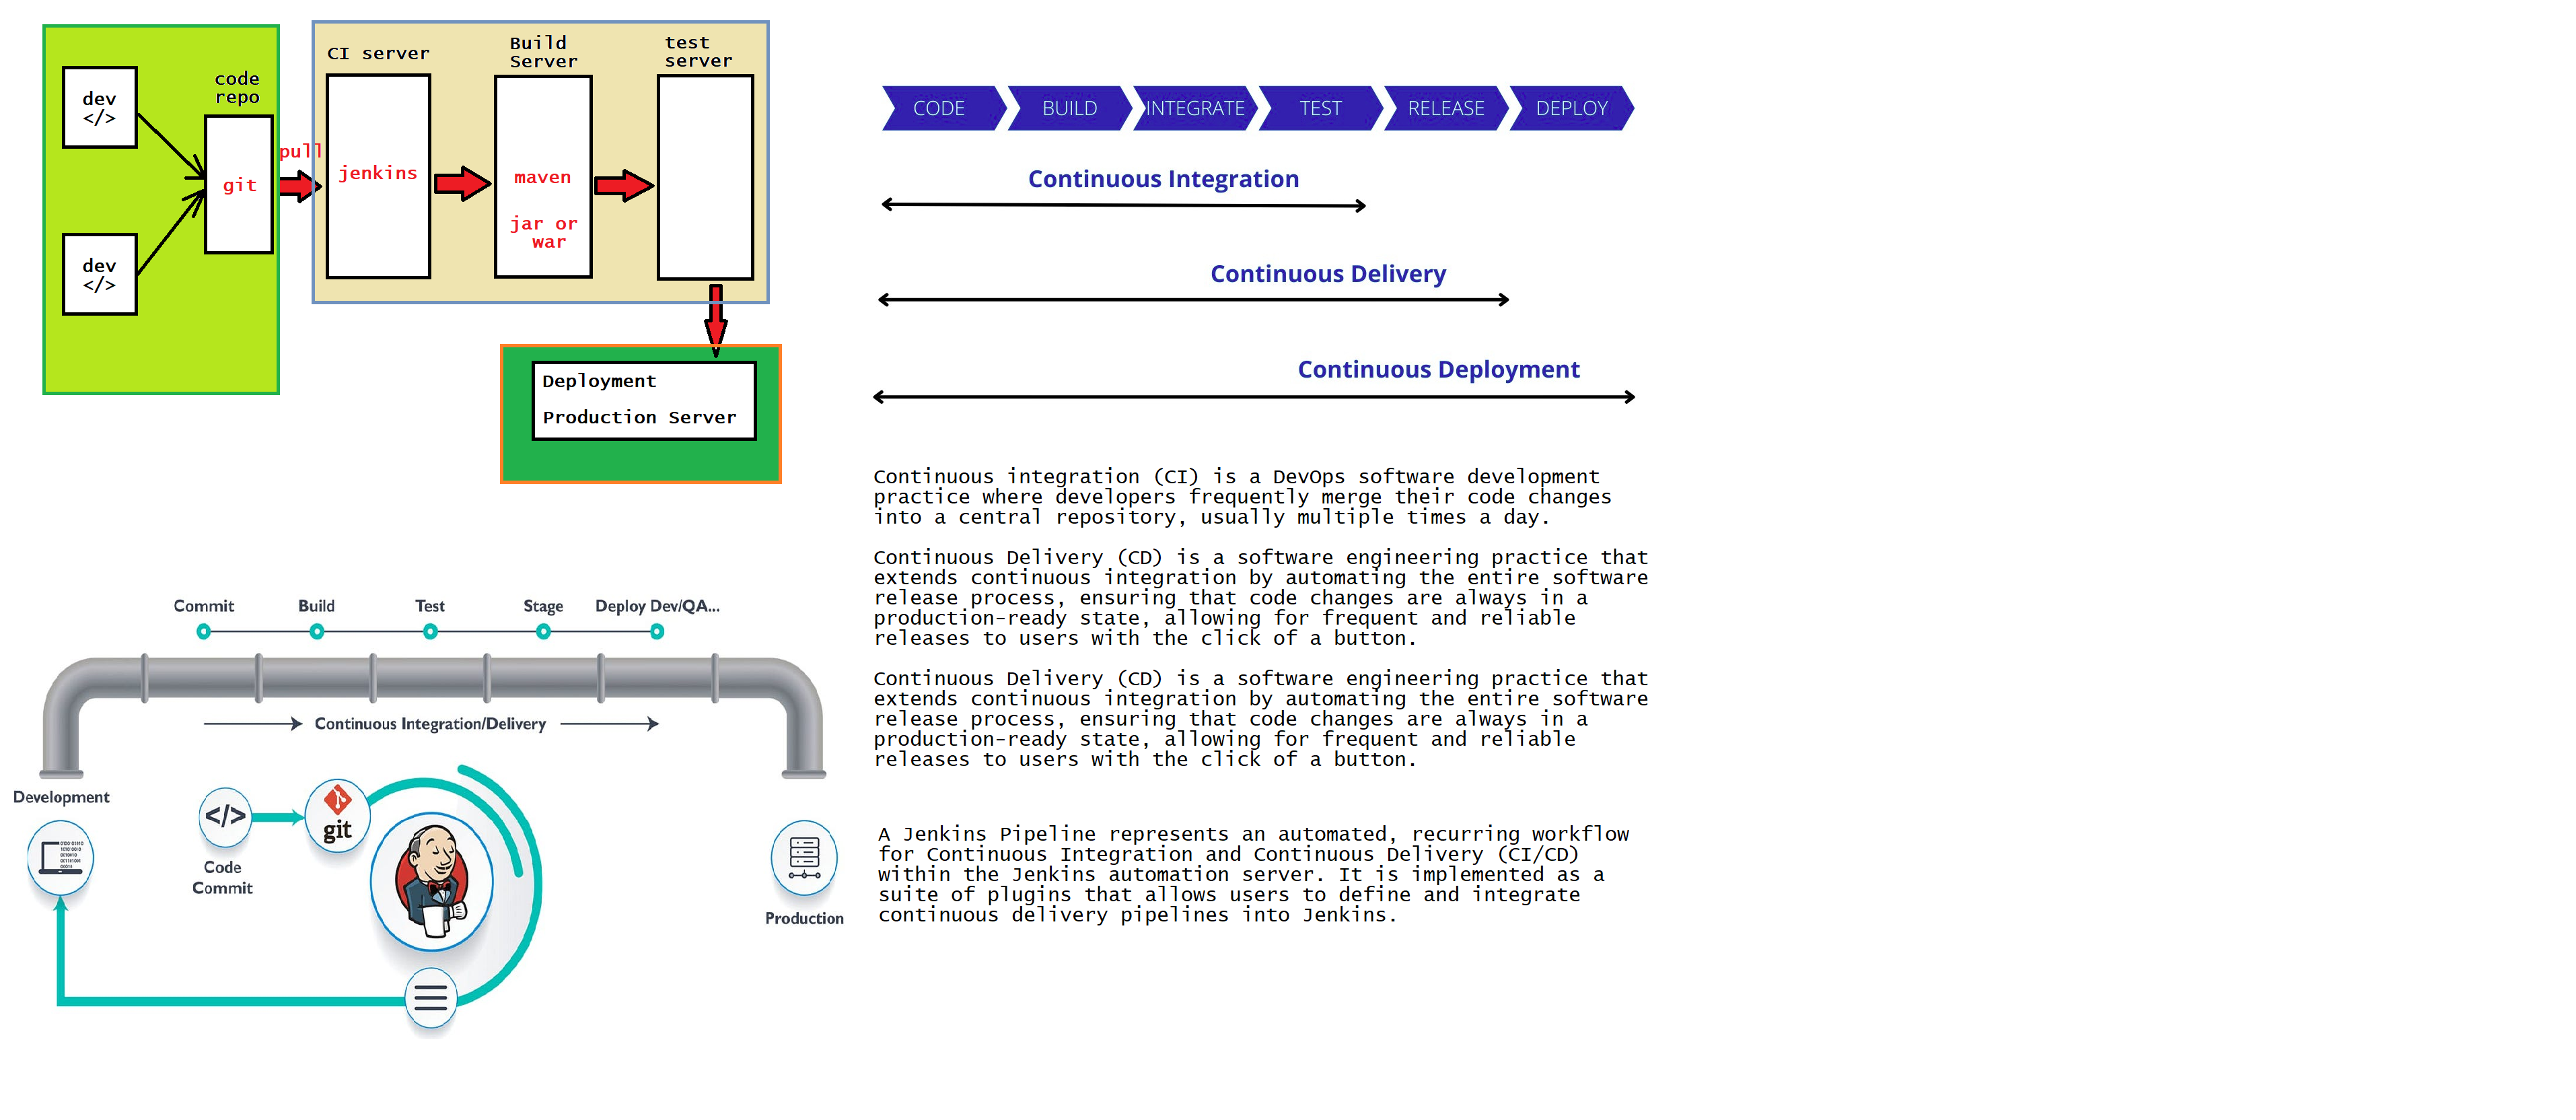 CI server
Build
Server
test
server
code
repo
dev
</>
git
pull
jenkins
maven
jar or
war
dev
</>
Deployment
Production Server
CODE
BUILD
INTEGRATE
TEST
RELEASE
DEPLOY
Continuous Integration
Continuous Delivery
Continuous Deployment
Continuous integration (CI) is a DevOps software development
practice where developers frequently merge their code changes
into a central repository, usually multiple times a day.
Continuous Delivery (CD) is a software engineering practice that
extends continuous integration by automating the entire software
release process, ensuring that code changes are always in a
production-ready state, allowing for frequent and reliable
releases to users with the click of a button.
Continuous Delivery (CD) is a software engineering practice that
extends continuous integration by automating the entire software
release process, ensuring that code changes are always in a
production-ready state, allowing for frequent and reliable
releases to users with the click of a button.
A Jenkins Pipeline represents an automated, recurring workflow
for Continuous Integration and Continuous Delivery (CI/CD)
within the Jenkins automation server. It is implemented as a
suite of plugins that allows users to define and integrate
continuous delivery pipelines into Jenkins.
Commit
Build
Test
Stage
Deploy Dev/QA...
Continuous Integration/Delivery
Development
</>
git
Code
Commit
Production